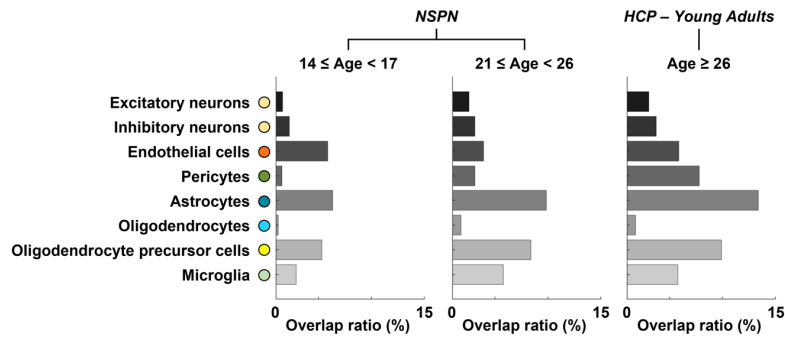 NSPN
HCP – Young Adults
14 ≤ Age < 17
21 ≤ Age < 26
Age ≥ 26
Excitatory neurons
Inhibitory neurons
Endothelial cells
Pericytes
Astrocytes
Oligodendrocytes
Oligodendrocyte precursor cells
Microglia
0 15
0 15
0 15
Overlap ratio (%)
Overlap ratio (%)
Overlap ratio (%)